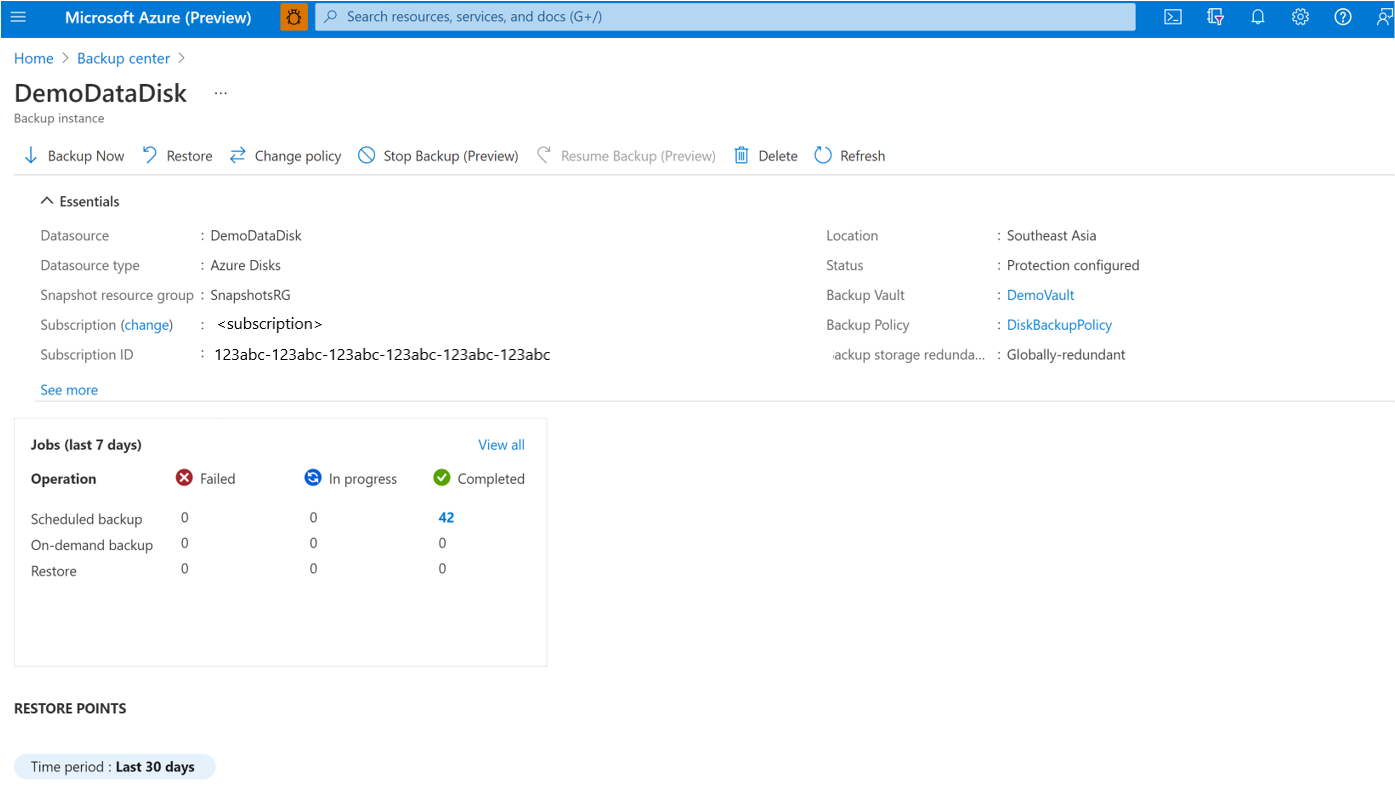 Microsoft Azure (Preview) Search resources, services, and docs (G+/)
Home > Backup center >
DemoDataDisk ...
Backup instance
Backup Now Restore Change policy Stop Backup (Preview) Resume Backup (Preview) Delete Refresh
Essentials
Datasource : DemoDataDisk
Datasource type : Azure Disks
Snapshot resource group : SnapshotsRG
Subscription (change) : <subscription>
Subscription ID : 123abc-123abc-123abc-123abc-123abc-123abc
See more
Location : Southeast Asia
Status : Protection configured
Backup Vault : DemoVault
Backup Policy : DiskBackupPolicy
Backup storage redunda... : Globally-redundant
Jobs (last 7 days) View all
Operation Failed In progress Completed
Scheduled backup 0 0 42
On-demand backup 0 0 0
Restore 0 0 0
RESTORE POINTS
Time period : Last 30 days